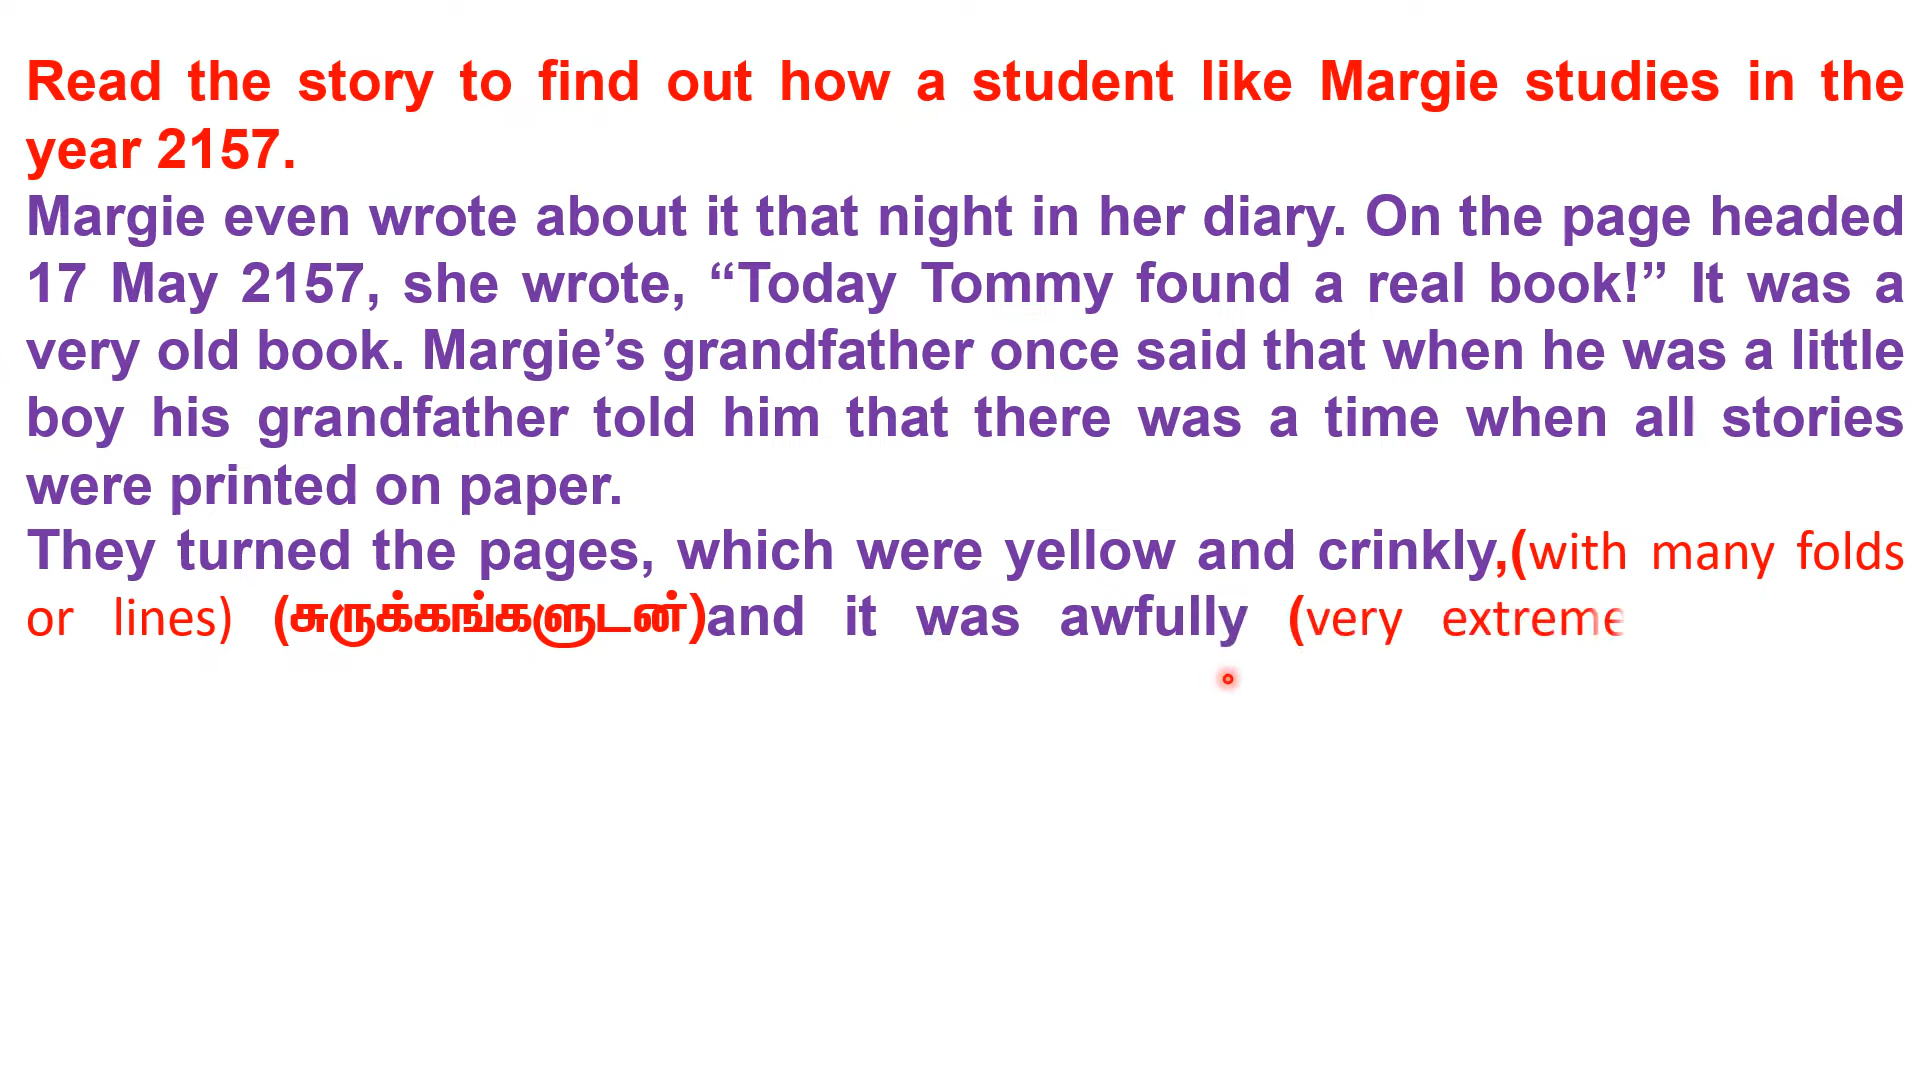 Read the story to find out how a student like Margie studies in the
year 2157.
Margie even wrote about it that night in her diary. On the page headed
17 May 2157, she wrote, “Today Tommy found a real book!” It was a
very old book. Margie’s grandfather once said that when he was a little
boy his grandfather told him that there was a time when all stories
were printed on paper.
They turned the pages, which were yellow and crinkly,(with many folds
or lines) (சுருக்கங்களுடன்)and it was awfully (very extreme